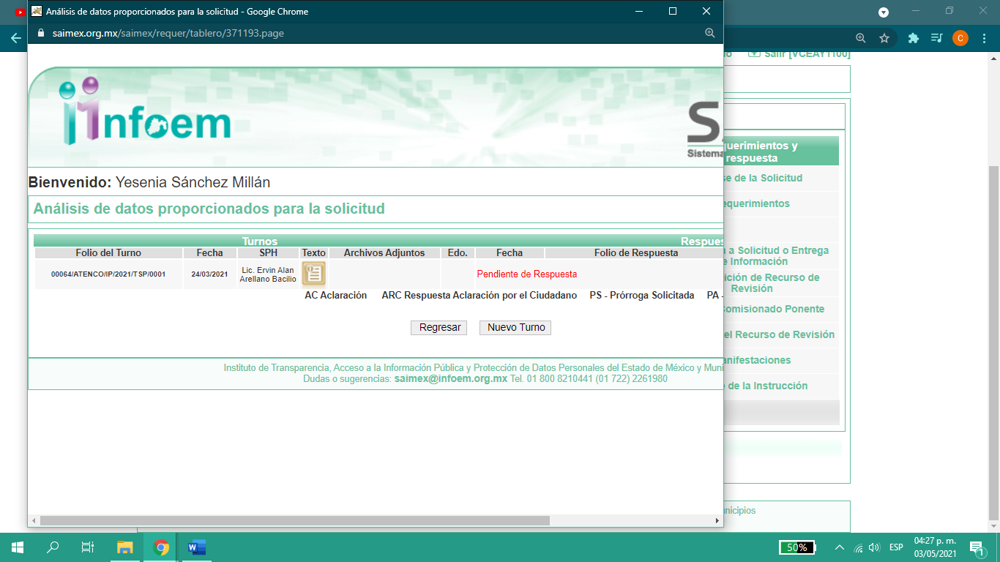 Análisis de datos proporcionados para la solicitud - Google Chrome
saimex.org.mx/saimex/requer/tablero/371193.page
C
Salir [VCEAY1100]
infoem
SA
Sistema
Bienvenido: Yesenia Sánchez Millán
Análisis de datos proporcionados para la solicitud
Turnos
Respues
Folio del Turno Fecha SPH Texto Archivos Adjuntos Edo. Fecha Folio de Respuesta
00064/ATENCO/IP/2021/TSP/0001 24/03/2021 Lic. Ervin Alan
Arellano Bacilio
Pendiente de Respuesta
AC Aclaración ARC Respuesta Aclaración por el Ciudadano PS - Prórroga Solicitada PA -
Regresar Nuevo Turno
Instituto de Transparencia, Acceso a la Información Pública y Protección de Datos Personales del Estado de México y Muni
Dudas o sugerencias: saimex@infoem.org.mx Tel. 01 800 8210441 (01 722) 2261980
querimientos y
respuesta
se de la Solicitud
equerimientos
a Solicitud o Entrega
e Información
ición de Recurso de
Revisión
Comisionado Ponente
el Recurso de Revisión
anifestaciones
e de la Instrucción
nicipios
50%
ESP
04:27 p. m.
03/05/2021
1